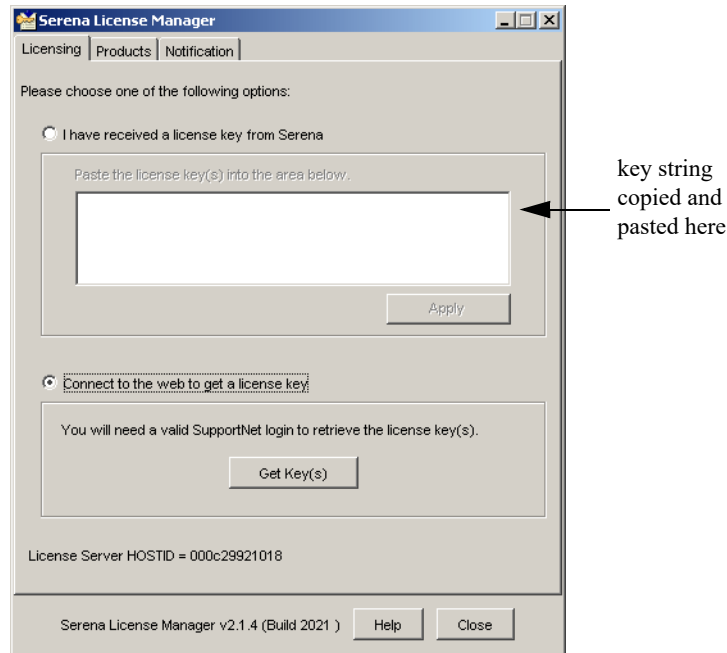 Serena License Manager
Licensing Products Notification
Please choose one of the following options:
I have received a license key from Serena
Paste the license key(s) into the area below.
key string
copied and
pasted here
Apply
Connect to the web to get a license key
You will need a valid SupportNet login to retrieve the license key(s).
Get Key(s)
License Server HOSTID = 000c29921018
Serena License Manager v2.1.4 (Build 2021 ) Help Close